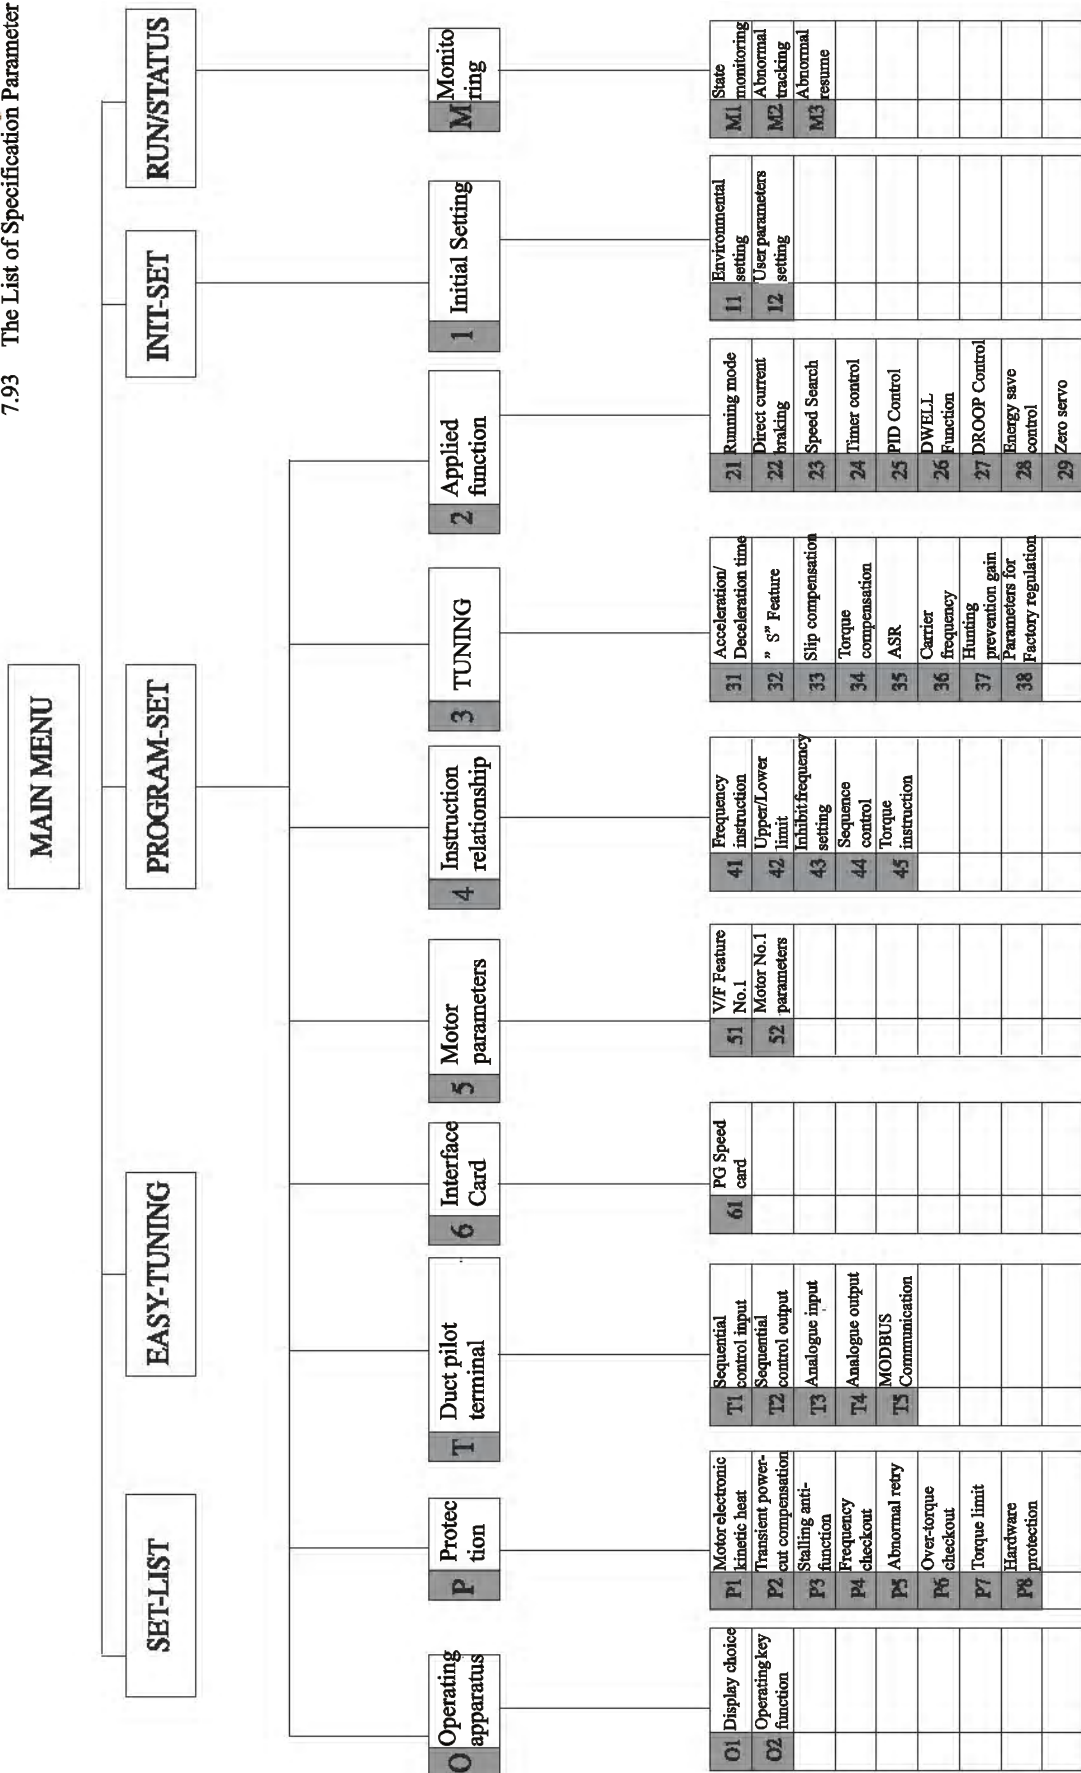 7.93 The List of Specification Parameter
MAIN MENU
SET-LIST
EASY-TUNING
PROGRAM-SET
INIT-SET
RUN/STATUS
O Operating
apparatus
P Protec
tion
T Duct pilot
terminal
6 Interface
Card
5 Motor
parameters
4 Instruction
relationship
3 TUNING
2 Applied
function
1 Initial Setting
M Monito
ring
O1 Display choice
O2 Operating key
function
P1 Motor electronic
kinetic heat
P2 Transient power-
cut compensation
P3 Stalling anti-
function
P4 Frequency
checkout
P5 Abnormal retry
P6 Over-torque
checkout
P7 Torque limit
P8 Hardware
protection
T1 Sequential
control input
T2 Sequential
control output
T3 Analogue input
T4 Analogue output
T5 MODBUS
Communication
61 PG Speed
card
51 V/F Feature
No.1
52 Motor No.1
parameters
41 Frequency
instruction
42 Upper/Lower
limit
43 Inhibit frequency
setting
44 Sequence
control
45 Torque
instruction
31 Acceleration/
Deceleration time
32 ” S” Feature
33 Slip compensation
34 Torque
compensation
35 ASR
36 Carrier
frequency
37 Hunting
prevention gain
38 Parameters for
Factory regulation
21 Running mode
22 Direct current
braking
23 Speed Search
24 Timer control
25 PID Control
26 DWELL
Function
27 DROOP Control
28 Energy save
control
29 Zero servo
11 Environmental
setting
12 User parameters
setting
M1 State
monitoring
M2 Abnormal
tracking
M3 Abnormal
resume